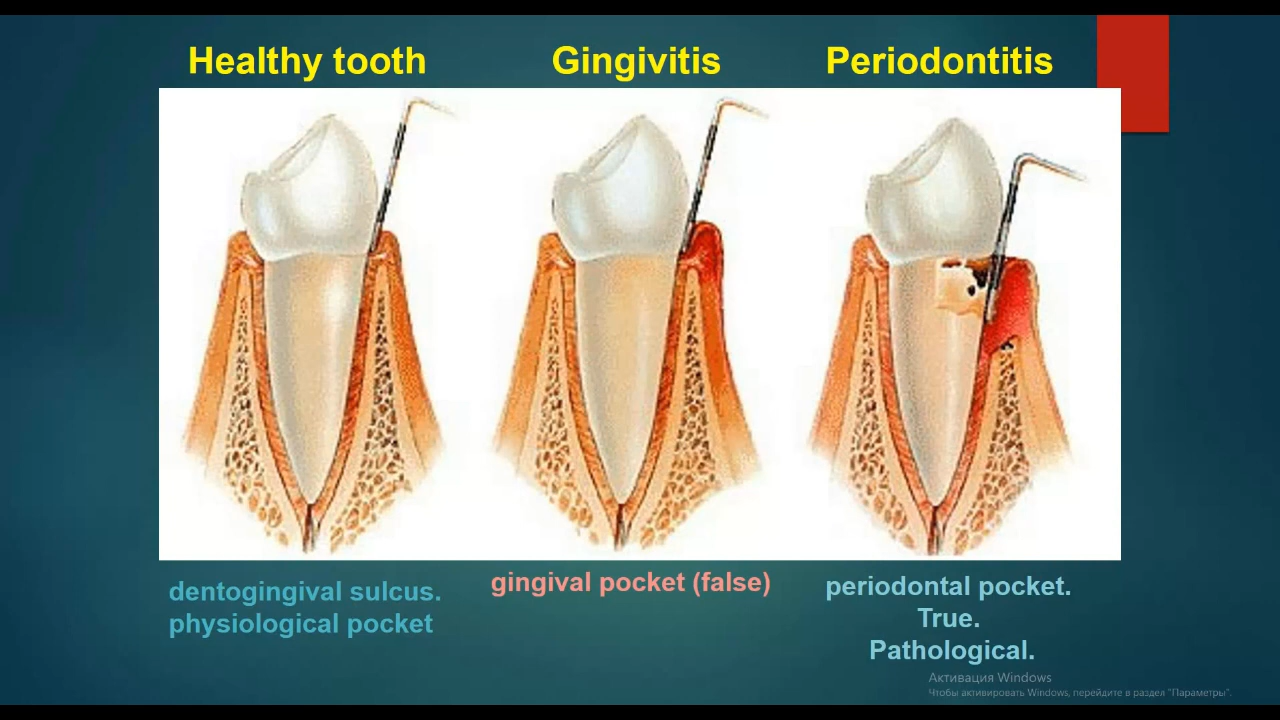 Healthy tooth
Gingivitis
Periodontitis
dentogingival sulcus.
physiological pocket
gingival pocket (false)
periodontal pocket.
True.
Pathological.
Активация Windows
Чтобы активировать Windows, перейдите в раздел "Параметры".